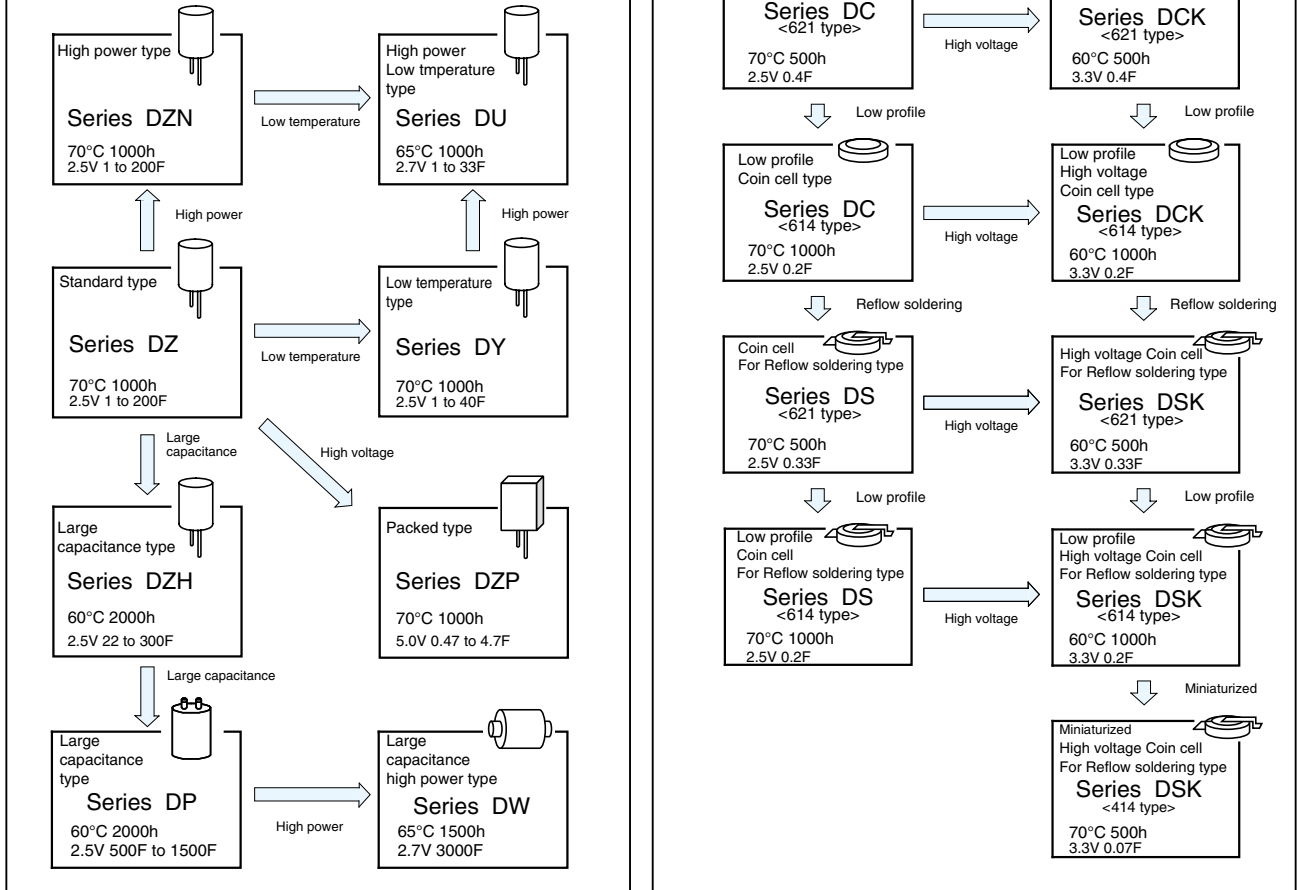 High power type
Series DZN
70°C 1000h
2.5V 1 to 200F
Low temperature
High power
Low tmperature
type
Series DU
65°C 1000h
2.7V 1 to 33F
High power
High power
Standard type
Series DZ
70°C 1000h
2.5V 1 to 200F
Low temperature
Low temperature
type
Series DY
70°C 1000h
2.5V 1 to 40F
Large
capacitance
High voltage
Large
capacitance type
Series DZH
60°C 2000h
2.5V 22 to 300F
Packed type
Series DZP
70°C 1000h
5.0V 0.47 to 4.7F
Large capacitance
Large
capacitance
type
Series DP
60°C 2000h
2.5V 500F to 1500F
High power
Large
capacitance
high power type
Series DW
65°C 1500h
2.7V 3000F
Series DC
<621 type>
70°C 500h
2.5V 0.4F
High voltage
Series DCK
<621 type>
60°C 500h
3.3V 0.4F
Low profile
Low profile
Low profile
Coin cell type
Series DC
<614 type>
70°C 1000h
2.5V 0.2F
High voltage
Low profile
High voltage
Coin cell type
Series DCK
<614 type>
60°C 1000h
3.3V 0.2F
Reflow soldering
Reflow soldering
Coin cell
For Reflow soldering type
Series DS
<621 type>
70°C 500h
2.5V 0.33F
High voltage
High voltage Coin cell
For Reflow soldering type
Series DSK
<621 type>
60°C 500h
3.3V 0.33F
Low profile
Low profile
Low profile
Coin cell
For Reflow soldering type
Series DS
<614 type>
70°C 1000h
2.5V 0.2F
High voltage
Low profile
High voltage Coin cell
For Reflow soldering type
Series DSK
<614 type>
60°C 1000h
3.3V 0.2F
Miniaturized
Miniaturized
High voltage Coin cell
For Reflow soldering type
Series DSK
<414 type>
70°C 500h
3.3V 0.07F